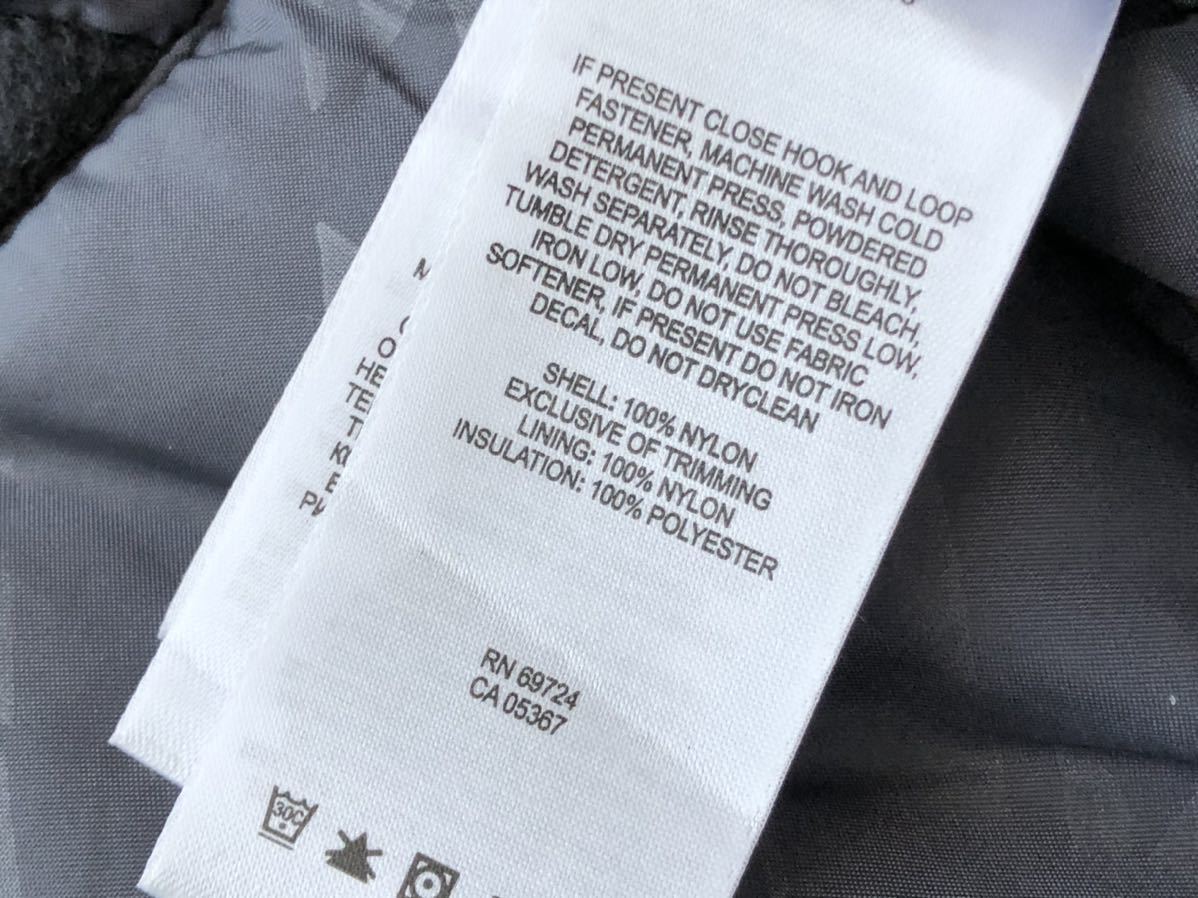 IF PRESENT CLOSE HOOK AND LOOP
FASTENER, MACHINE WASH COLD
PERMANENT PRESS, POWDERED
DETERGENT, RINSE THOROUGHLY,
WASH SEPARATELY, DO NOT BLEACH,
TUMBLE DRY PERMANENT PRESS LOW,
IRON LOW, DO NOT USE FABRIC
SOFTENER, IF PRESENT DO NOT IRON
DECAL, DO NOT DRYCLEAN
SHELL: 100% NYLON
EXCLUSIVE OF TRIMMING
LINING: 100% NYLON
INSULATION: 100% POLYESTER
RN 69724
CA 05367
30C